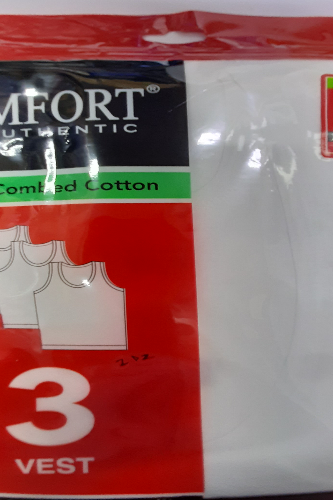 MFORT®
UTHENTIC
Combed Cotton
3
VEST